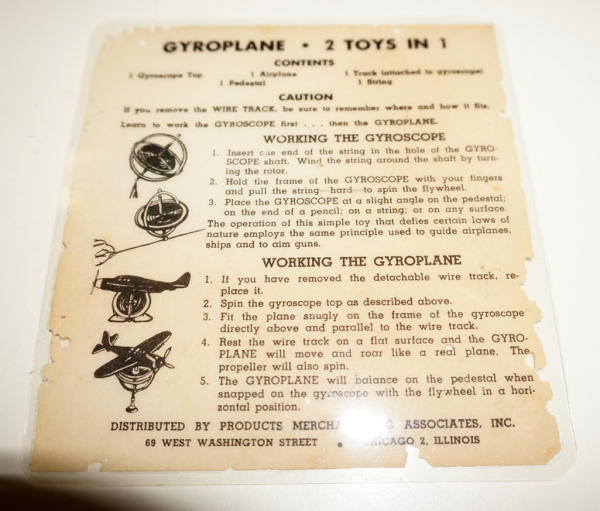 GYROPLANE • 2 TOYS IN 1
CONTENTS
1 Gyroscope Top 1 Airplane 1 Track (attached to gyroscope)
1 Pedestal 1 String
CAUTION
If you remove the WIRE TRACK, be sure to remember where and how it fits.
Learn to work the GYROSCOPE first . . . then the GYROPLANE.
WORKING THE GYROSCOPE
1. Insert one end of the string in the hole of the GYRO-
SCOPE shaft. Wind the string around the shaft by turn-
ing the rotor.
2. Hold the frame of the GYROSCOPE with your fingers
and pull the string—hard—to spin the flywheel.
3. Place the GYROSCOPE at a slight angle on the pedestal;
on the end of a pencil; on a string; or on any surface.
The operation of this simple toy that defies certain laws of
nature employs the same principle used to guide airplanes,
ships and to aim guns.
WORKING THE GYROPLANE
1. If you have removed the detachable wire track, re-
place it.
2. Spin the gyroscope top as described above.
3. Fit the plane snugly on the frame of the gyroscope
directly above and parallel to the wire track.
4. Rest the wire track on a flat surface and the GYRO-
PLANE will move and roar like a real plane. The
propeller will also spin.
5. The GYROPLANE will balance on the pedestal when
snapped on the gyroscope with the flywheel in a hori-
zontal position.
DISTRIBUTED BY PRODUCTS ASSOCIATES, INC.
69 WEST WASHINGTON STREET • CHICAGO 2, ILLINOIS